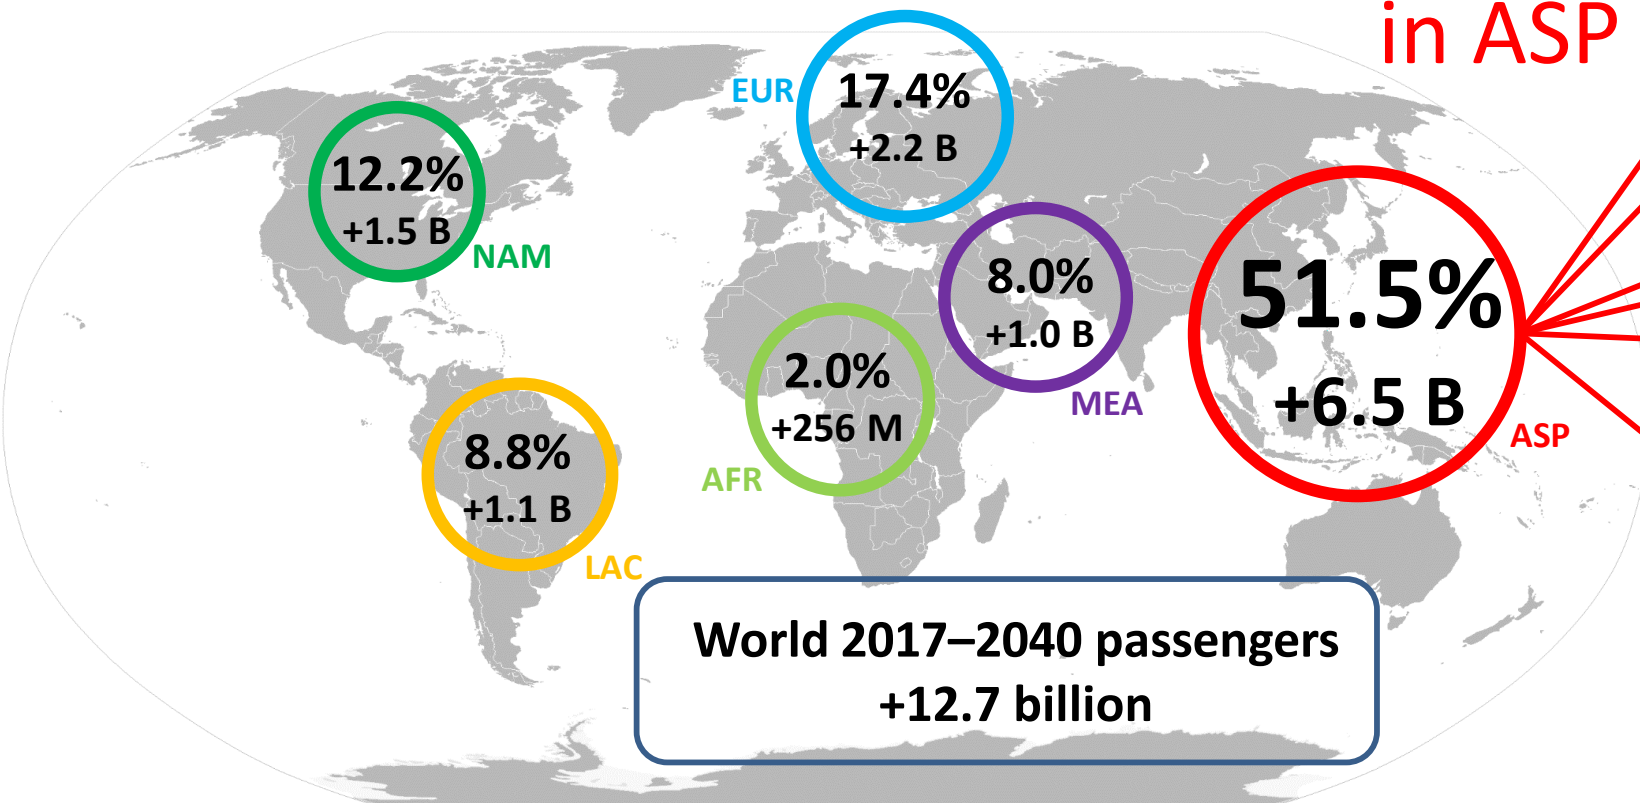 in ASP
EUR
17.4%
+2.2 B
12.2%
+1.5 B
NAM
8.0%
+1.0 B
MEA
51.5%
+6.5 B
ASP
2.0%
+256 M
AFR
8.8%
+1.1 B
LAC
World 2017–2040 passengers
+12.7 billion